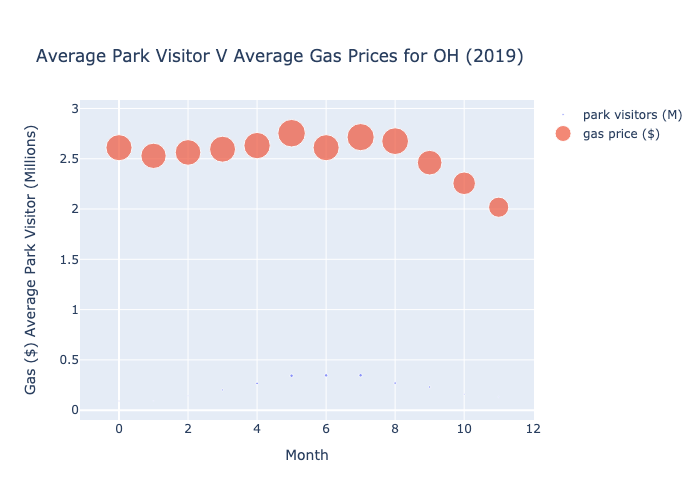 Average Park Visitor V Average Gas Prices for OH (2019)
park visitors (M)
gas price ($)
Gas ($) Average Park Visitor (Millions)
3
2.5
2
1.5
1
0.5
0
0 2 4 6 8 10 12
Month